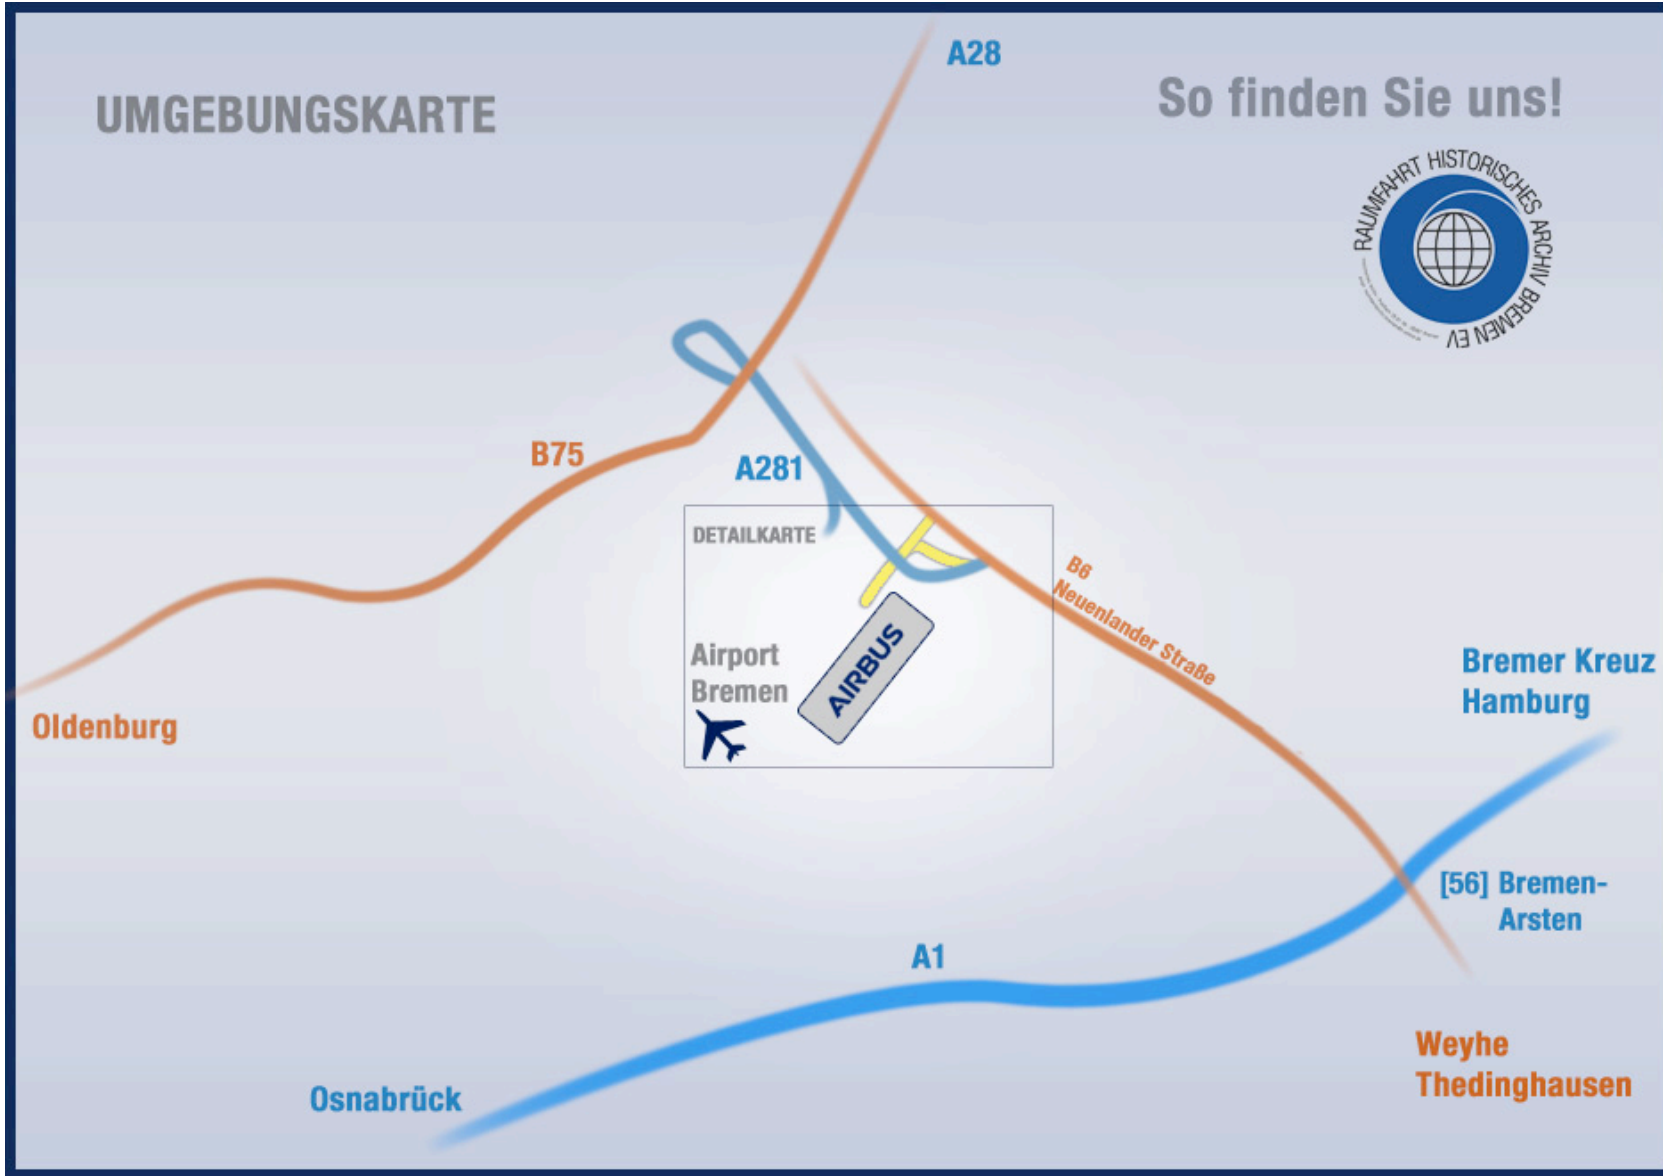 A28
UMGEBUNGSKARTE
So finden Sie uns!
RAUMFAHRT HISTORISCHES ARCHIV BREMEN EV
B75
A281
DETAILKARTE
B6
Neuenlander Straße
AIRBUS
Airport
Bremen
Oldenburg
Bremer Kreuz
Hamburg
[56] Bremen-
Arsten
A1
Weyhe
Thedinghausen
Osnabrück